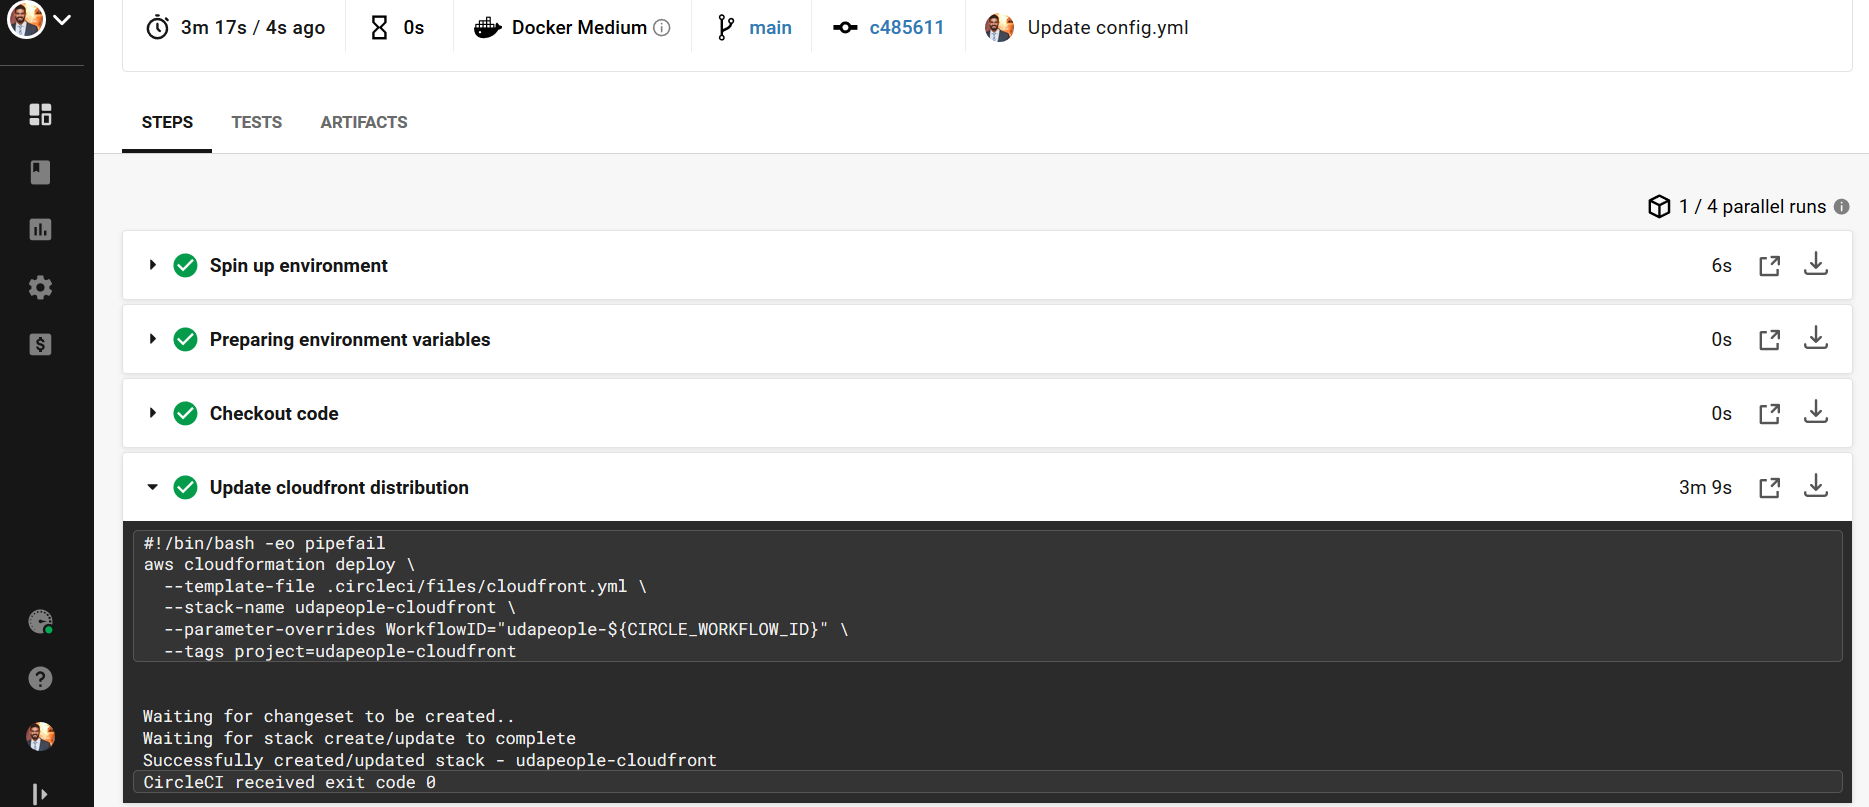 3m 17s / 4s ago 0s Docker Medium main c485611 Update config.yml
STEPS TESTS ARTIFACTS
1 / 4 parallel runs
Spin up environment 6s
Preparing environment variables 0s
Checkout code 0s
Update cloudfront distribution 3m 9s
#!/bin/bash -eo pipefail
aws cloudformation deploy \
  --template-file .circleci/files/cloudfront.yml \
  --stack-name udapeople-cloudfront \
  --parameter-overrides WorkflowID="udapeople-${CIRCLE_WORKFLOW_ID}" \
  --tags project=udapeople-cloudfront
Waiting for changeset to be created..
Waiting for stack create/update to complete
Successfully created/updated stack - udapeople-cloudfront
CircleCI received exit code 0